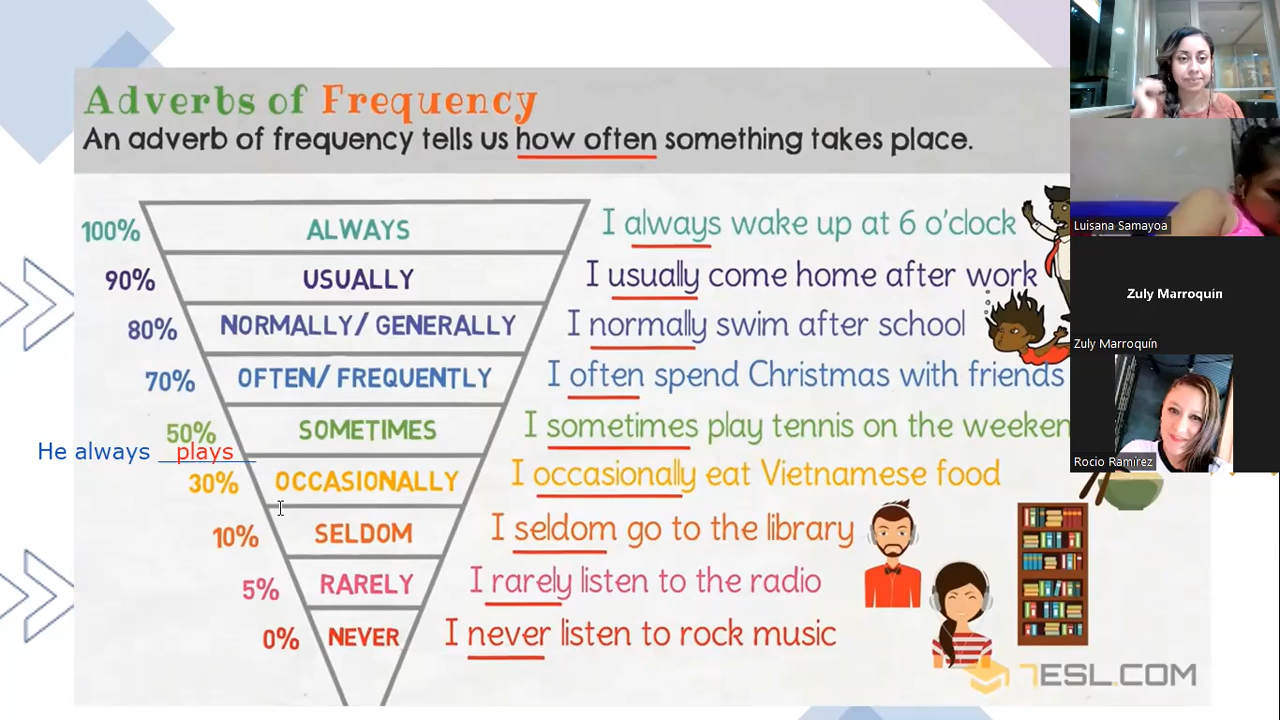 Adverbs of Frequency
An adverb of frequency tells us how often something takes place.
100% ALWAYS I always wake up at 6 o'clock
90% USUALLY I usually come home after work
80% NORMALLY/ GENERALLY I normally swim after school
70% OFTEN/ FREQUENTLY I often spend Christmas with friends
50% SOMETIMES I sometimes play tennis on the weeken
He always plays
30% OCCASIONALLY I occasionally eat Vietnamese food
10% SELDOM I seldom go to the library
5% RARELY I rarely listen to the radio
0% NEVER I never listen to rock music
7ESL.COM
Luisana Samayoa
Zuly Marroquín
Zuly Marroquín
Rocio Ramírez